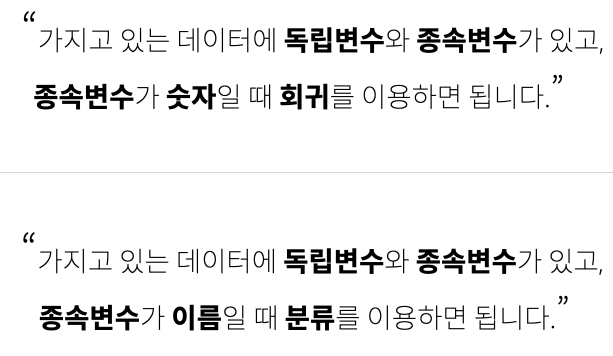 “가지고 있는 데이터에 독립변수와 종속변수가 있고,
종속변수가 숫자일 때 회귀를 이용하면 됩니다.”
“가지고 있는 데이터에 독립변수와 종속변수가 있고,
종속변수가 이름일 때 분류를 이용하면 됩니다.”